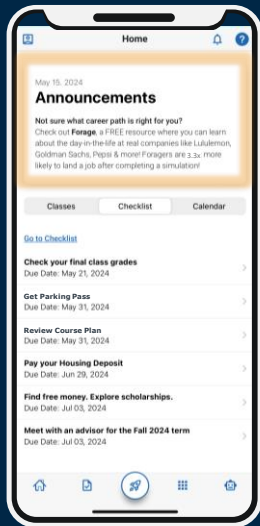 Home
?
May 15, 2024
Announcements
Not sure what career path is right for you?
Check out Forage, a FREE resource where you can learn
about the day-in-the-life at real companies like Lululemon,
Goldman Sachs, Pepsi & more! Foragers are 3.3x more
likely to land a job after completing a simulation!
Classes
Checklist
Calendar
Go to Checklist
Check your final class grades
Due Date: May 21, 2024
Get Parking Pass
Due Date: May 31, 2024
Review Course Plan
Due Date: May 31, 2024
Pay your Housing Deposit
Due Date: Jun 29, 2024
Find free money. Explore scholarships.
Due Date: Jul 03, 2024
Meet with an advisor for the Fall 2024 term
Due Date: Jul 03, 2024